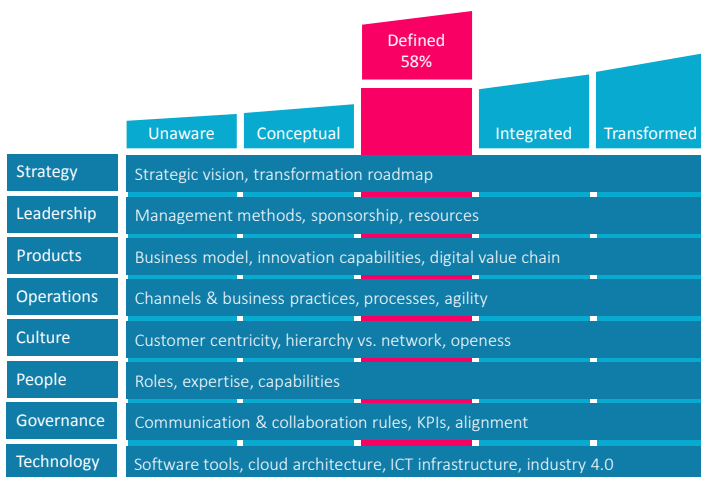 Defined
58%
Unaware
Conceptual
Integrated
Transformed
Strategy
Strategic vision, transformation roadmap
Leadership
Management methods, sponsorship, resources
Products
Business model, innovation capabilities, digital value chain
Operations
Channels & business practices, processes, agility
Culture
Customer centricity, hierarchy vs. network, openess
People
Roles, expertise, capabilities
Governance
Communication & collaboration rules, KPIs, alignment
Technology
Software tools, cloud architecture, ICT infrastructure, industry 4.0